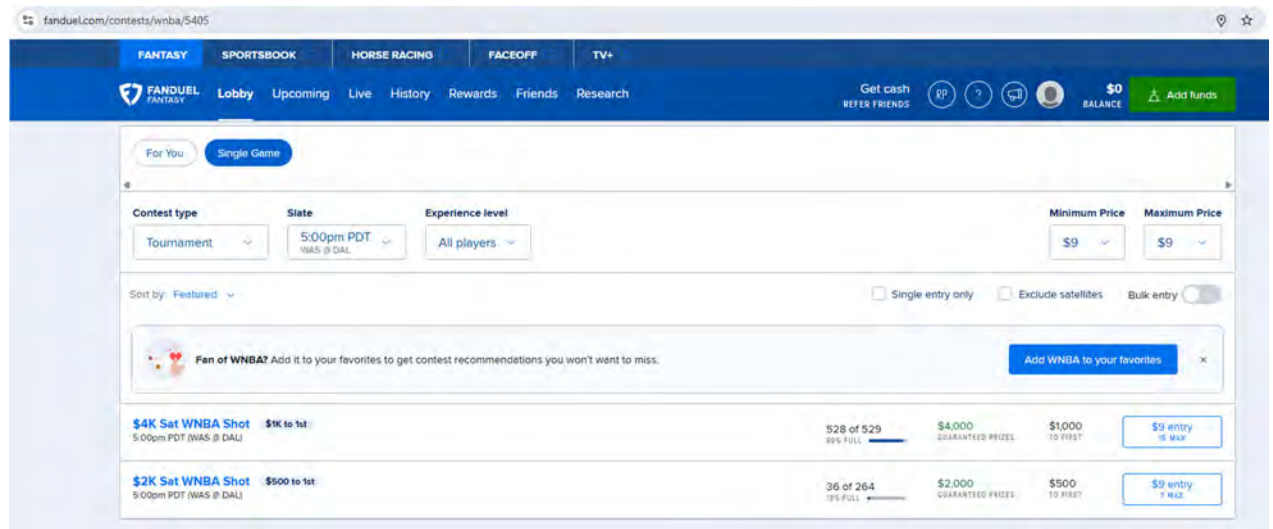 fanduel.com/contests/wnba/5405
FANTASY SPORTSBOOK HORSE RACING FACEOFF TV+
FANDUEL FANTASY Lobby Upcoming Live History Rewards Friends Research Get cash REFER FRIENDS RP ? $0 BALANCE Add funds
For You Single Game
Contest type Slate Experience level Minimum Price Maximum Price
Tournament 5:00pm PDT WAS @ DAL All players $9 $9
Sort by: Featured Single entry only Exclude satellites Bulk entry
Fan of WNBA? Add it to your favorites to get contest recommendations you won't want to miss. Add WNBA to your favorites ×
$4K Sat WNBA Shot $1K to 1st 528 of 529 $4,000 $1,000 $9 entry
5:00pm PDT (WAS @ DAL) 99% FULL GUARANTEED PRIZES TO FIRST 15 MAX
$2K Sat WNBA Shot $500 to 1st 36 of 264 $2,000 $500 $9 entry
5:00pm PDT (WAS @ DAL) FULL GUARANTEED PRIZES TO FIRST MAX